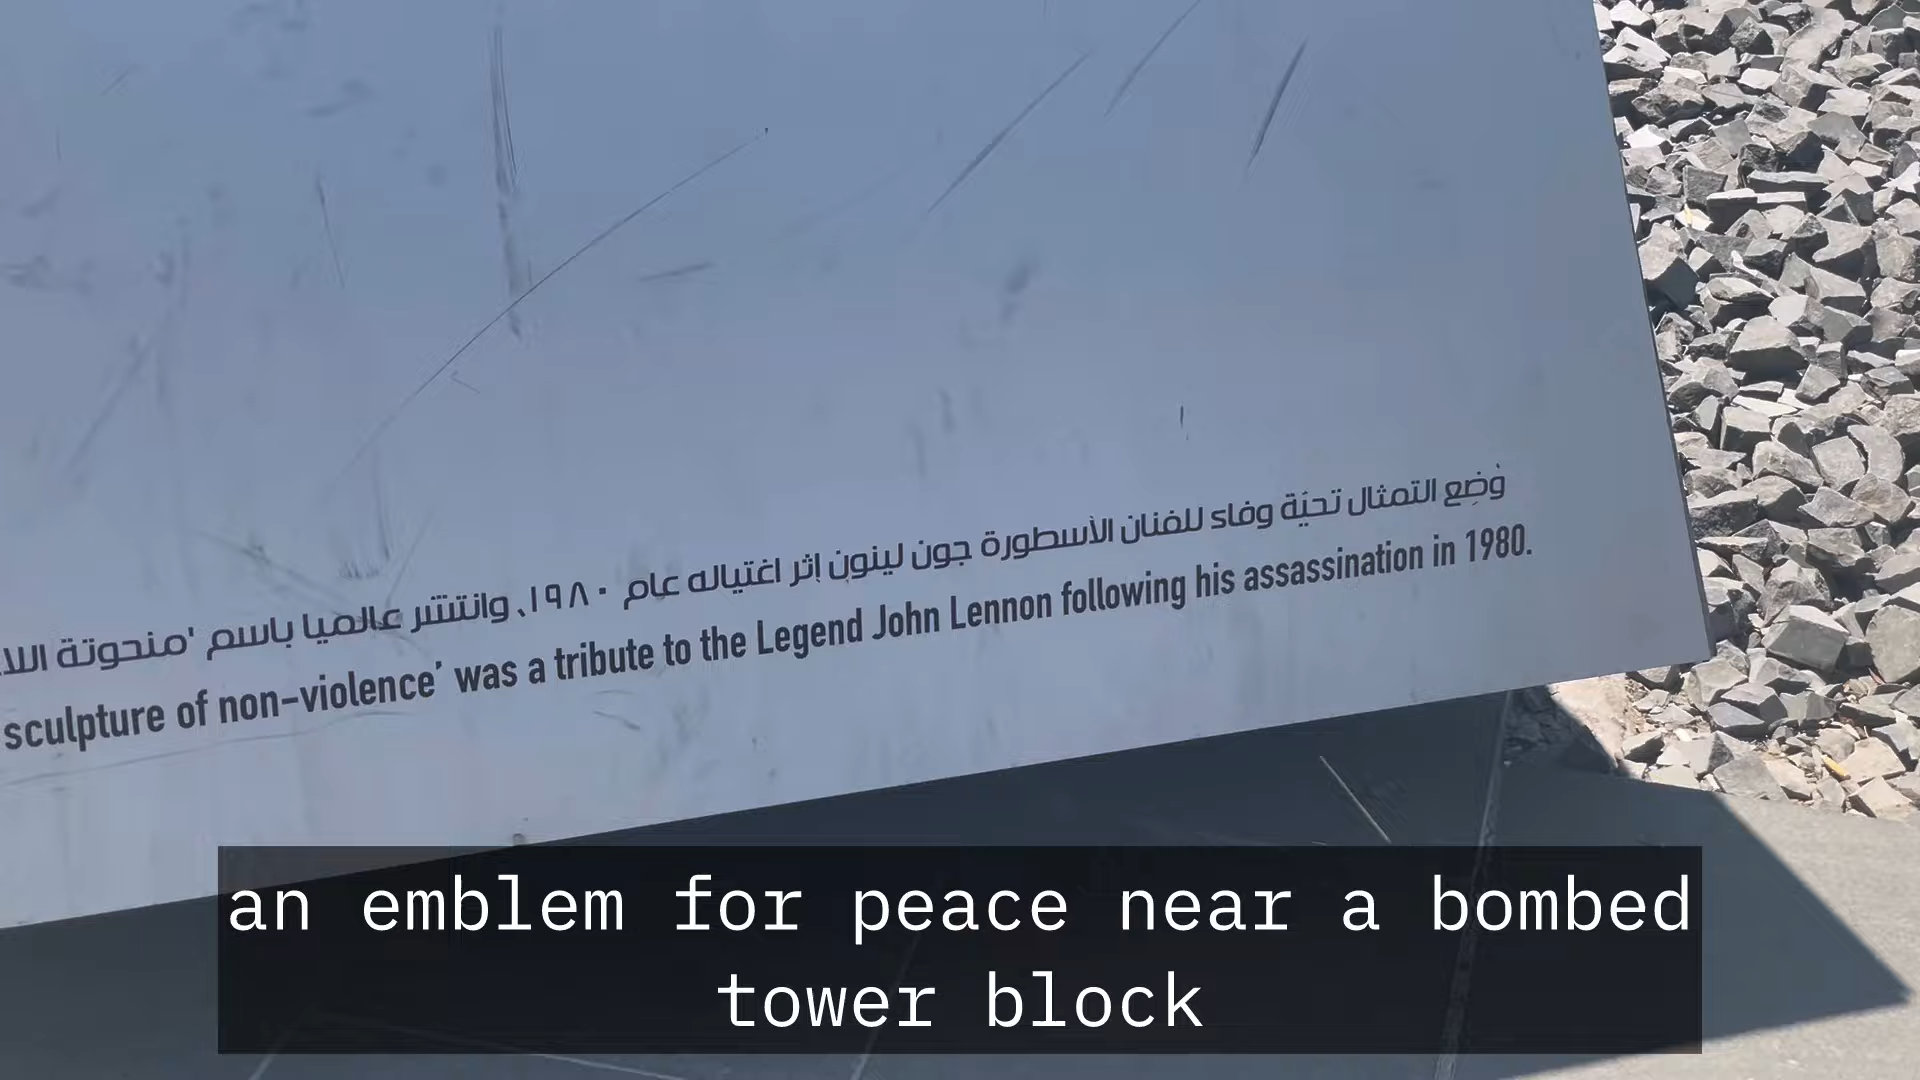 وُضِع التمثال تحيّة وفاء للفنان الأسطورة جون لينون إثر اغتياله عام ١٩٨٠، وانتشر عالميا باسم 'منحوتة
sculpture of non-violence' was a tribute to the Legend John Lennon following his assassination in 1980.
an emblem for peace near a bombed
tower block